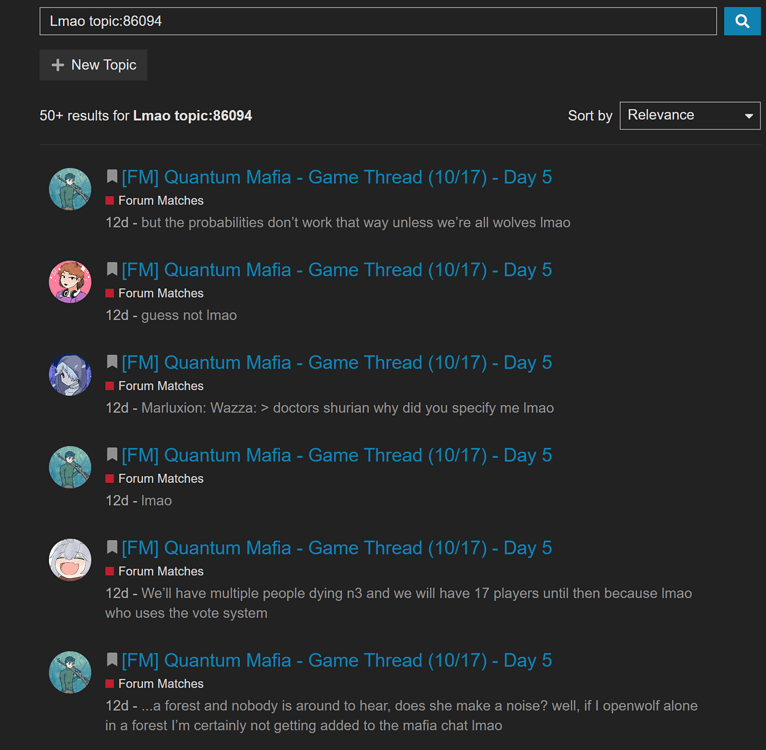 Lmao topic:86094
New Topic
50+ results for Lmao topic:86094
Sort by
Relevance
[FM] Quantum Mafia - Game Thread (10/17) - Day 5
Forum Matches
12d - but the probabilities don’t work that way unless we’re all wolves lmao
[FM] Quantum Mafia - Game Thread (10/17) - Day 5
Forum Matches
12d - guess not lmao
[FM] Quantum Mafia - Game Thread (10/17) - Day 5
Forum Matches
12d - Marluxion: Wazza: > doctors shurian why did you specify me lmao
[FM] Quantum Mafia - Game Thread (10/17) - Day 5
Forum Matches
12d - lmao
[FM] Quantum Mafia - Game Thread (10/17) - Day 5
Forum Matches
12d - We’ll have multiple people dying n3 and we will have 17 players until then because lmao
who uses the vote system
[FM] Quantum Mafia - Game Thread (10/17) - Day 5
Forum Matches
12d - ...a forest and nobody is around to hear, does she make a noise? well, if I openwolf alone
in a forest I’m certainly not getting added to the mafia chat lmao